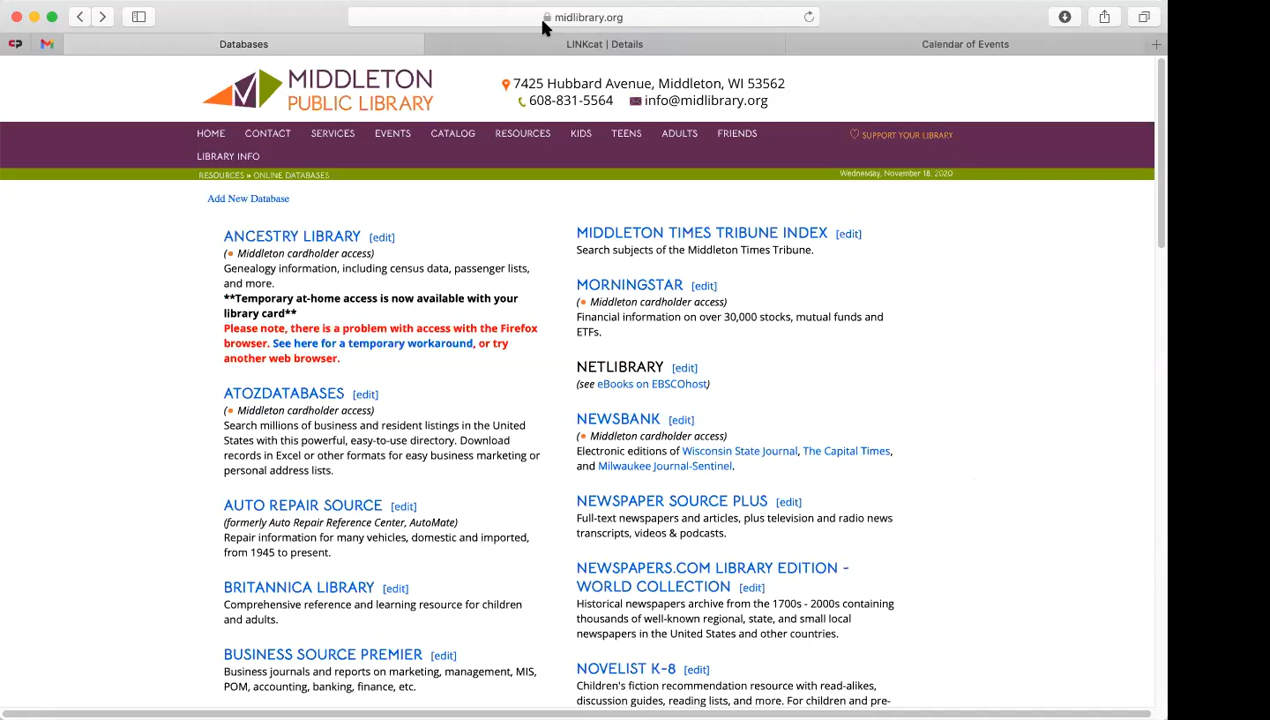 midlibrary.org
Databases
LINKcat | Details
Calendar of Events
MIDDLETON
PUBLIC LIBRARY
7425 Hubbard Avenue, Middleton, WI 53562
608-831-5564 info@midlibrary.org
HOME CONTACT SERVICES EVENTS CATALOG RESOURCES KIDS TEENS ADULTS FRIENDS
SUPPORT YOUR LIBRARY
LIBRARY INFO
RESOURCES » ONLINE DATABASES
Wednesday, November 18, 2020
Add New Database
ANCESTRY LIBRARY [edit]
(• Middleton cardholder access)
Genealogy information, including census data, passenger lists,
and more.
**Temporary at-home access is now available with your
library card**
Please note, there is a problem with access with the Firefox
browser. See here for a temporary workaround, or try
another web browser.
ATOZDATABASES [edit]
(• Middleton cardholder access)
Search millions of business and resident listings in the United
States with this powerful, easy-to-use directory. Download
records in Excel or other formats for easy business marketing or
personal address lists.
AUTO REPAIR SOURCE [edit]
(formerly Auto Repair Reference Center, AutoMate)
Repair information for many vehicles, domestic and imported,
from 1945 to present.
BRITANNICA LIBRARY [edit]
Comprehensive reference and learning resource for children
and adults.
BUSINESS SOURCE PREMIER [edit]
Business journals and reports on marketing, management, MIS,
POM, accounting, banking, finance, etc.
MIDDLETON TIMES TRIBUNE INDEX [edit]
Search subjects of the Middleton Times Tribune.
MORNINGSTAR [edit]
(• Middleton cardholder access)
Financial information on over 30,000 stocks, mutual funds and
ETFs.
NETLIBRARY [edit]
(see eBooks on EBSCOhost)
NEWSBANK [edit]
(• Middleton cardholder access)
Electronic editions of Wisconsin State Journal, The Capital Times,
and Milwaukee Journal-Sentinel.
NEWSPAPER SOURCE PLUS [edit]
Full-text newspapers and articles, plus television and radio news
transcripts, videos & podcasts.
NEWSPAPERS.COM LIBRARY EDITION -
WORLD COLLECTION [edit]
Historical newspapers archive from the 1700s - 2000s containing
thousands of well-known regional, state, and small local
newspapers in the United States and other countries.
NOVELIST K-8 [edit]
Children's fiction recommendation resource with read-alikes,
discussion guides, reading lists, and more. For children and pre-